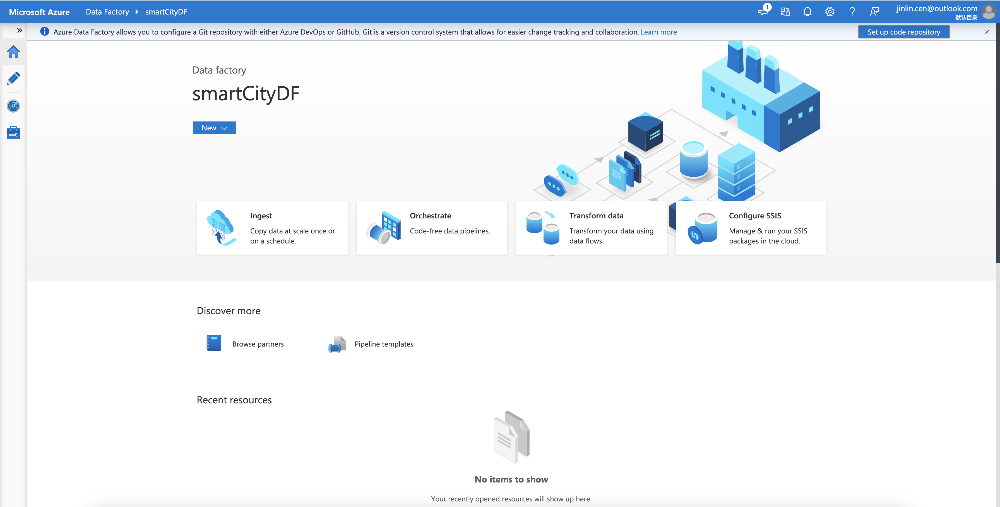 Microsoft Azure
Data Factory
smartCityDF
1
jinlin.cen@outlook.com
默认目录
Azure Data Factory allows you to configure a Git repository with either Azure DevOps or GitHub. Git is a version control system that allows for easier change tracking and collaboration. Learn more
Set up code repository
Data factory
smartCityDF
New
Ingest
Copy data at scale once or
on a schedule.
Orchestrate
Code-free data pipelines.
Transform data
Transform your data using
data flows.
Configure SSIS
Manage & run your SSIS
packages in the cloud.
Discover more
Browse partners
Pipeline templates
Recent resources
No items to show
Your recently opened resources will show up here.